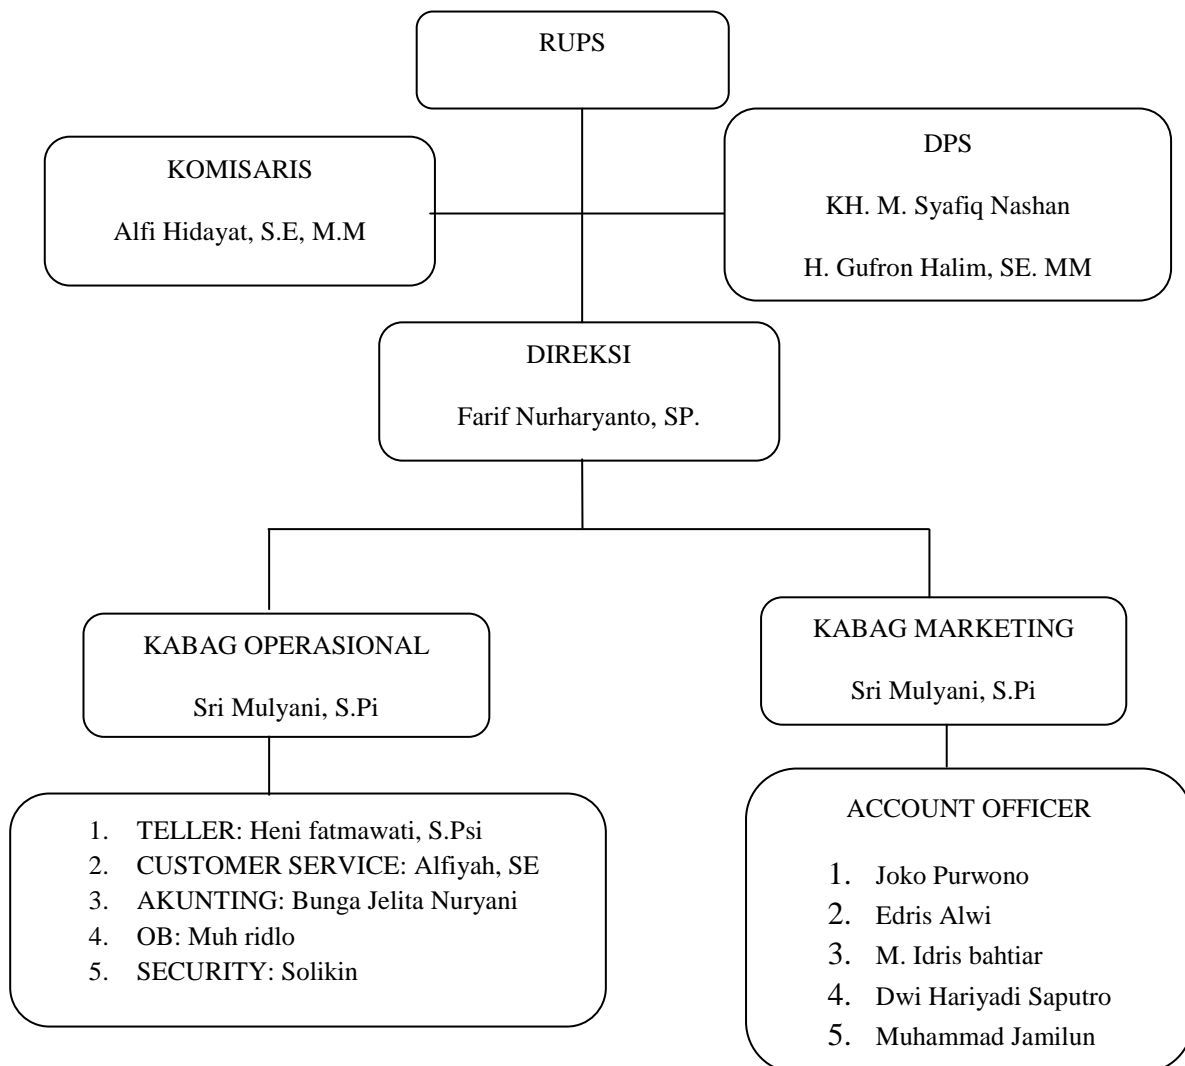 RUPS
KOMISARIS
Alfi Hidayat, S.E, M.M
DPS
KH. M. Syafiq Nashan
H. Gufron Halim, SE. MM
DIREKSI
Farif Nurharyanto, SP.
KABAG OPERASIONAL
Sri Mulyani, S.Pi
KABAG MARKETING
Sri Mulyani, S.Pi
1. TELLER: Heni fatmawati, S.Psi
2. CUSTOMER SERVICE: Alfiyah, SE
3. AKUNTING: Bunga Jelita Nuryani
4. OB: Muh ridlo
5. SECURITY: Solikin
ACCOUNT OFFICER
1. Joko Purwono
2. Edris Alwi
3. M. Idris bahtiar
4. Dwi Hariyadi Saputro
5. Muhammad Jamilun